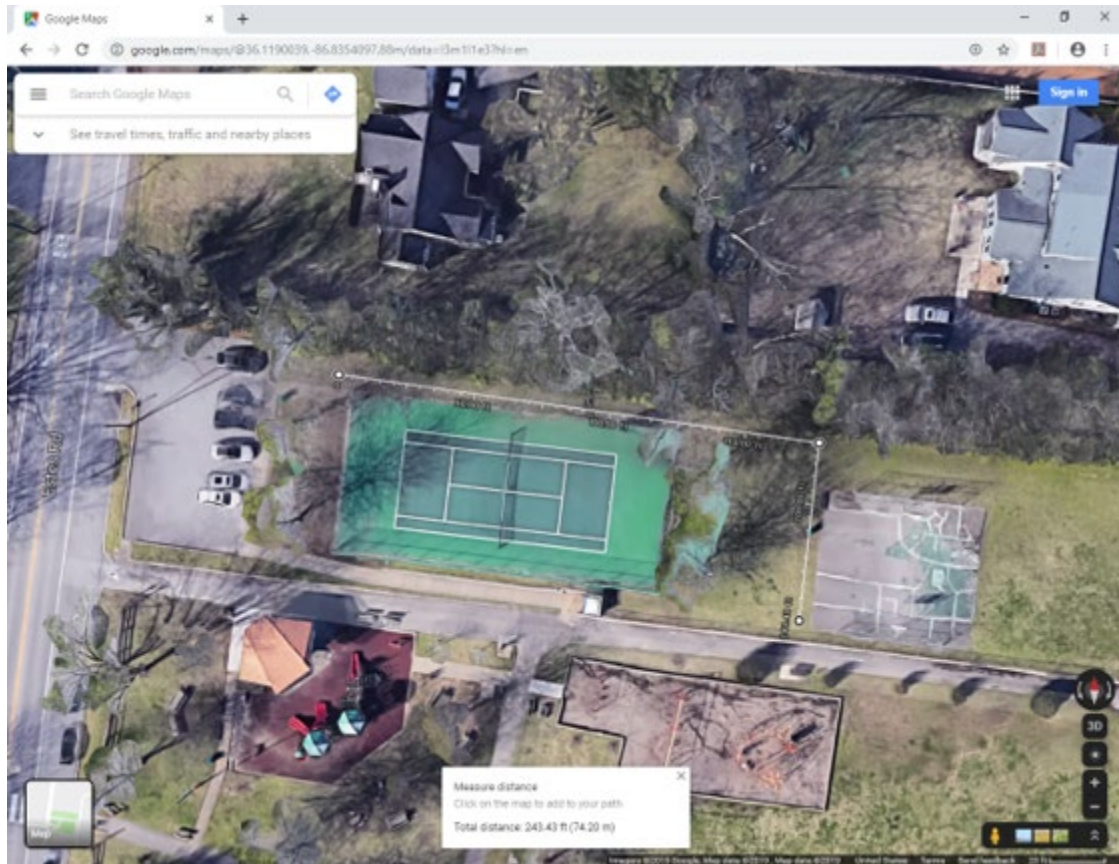 Google Maps
google.com/maps/@36.1190039,-86.8354097,88m/data=!3m1!1e3?hl=en
Search Google Maps
Sign in
See travel times, traffic and nearby places
Measure distance
Click on the map to add to your path
Total distance: 243.43 ft (74.20 m)
3D
Map